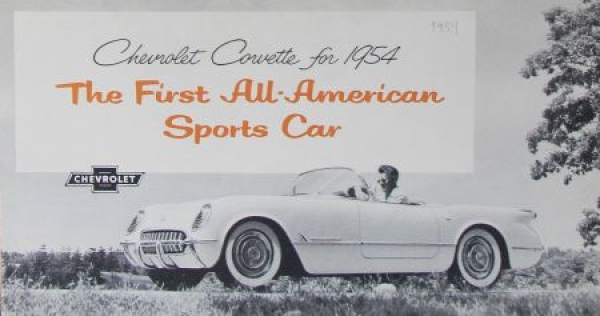 1954
Chevrolet Corvette for 1954
The First All-American
Sports Car
CHEVROLET